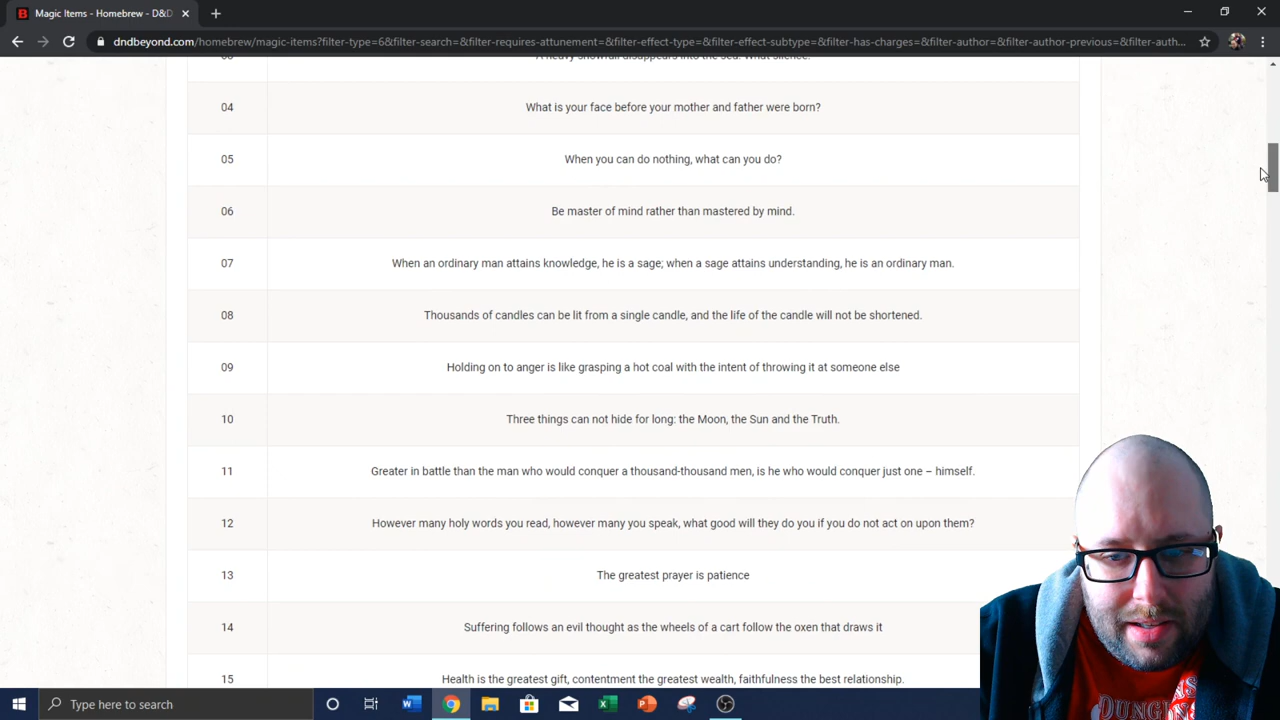 Magic Items - Homebrew - D&D
dndbeyond.com/homebrew/magic-items?filter-type=6&filter-search=&filter-requires-attunement=&filter-effect-type=&filter-effect-subtype=&filter-has-charges=&filter-author=&filter-author-previous=&filter-auth...
A heavy snowfall disappears into the sea. What silence!
04 What is your face before your mother and father were born?
05 When you can do nothing, what can you do?
06 Be master of mind rather than mastered by mind.
07 When an ordinary man attains knowledge, he is a sage; when a sage attains understanding, he is an ordinary man.
08 Thousands of candles can be lit from a single candle, and the life of the candle will not be shortened.
09 Holding on to anger is like grasping a hot coal with the intent of throwing it at someone else
10 Three things can not hide for long: the Moon, the Sun and the Truth.
11 Greater in battle than the man who would conquer a thousand-thousand men, is he who would conquer just one – himself.
12 However many holy words you read, however many you speak, what good will they do you if you do not act on upon them?
13 The greatest prayer is patience
14 Suffering follows an evil thought as the wheels of a cart follow the oxen that draws it
15 Health is the greatest gift, contentment the greatest wealth, faithfulness the best relationship.
DUNGEONS
Type here to search